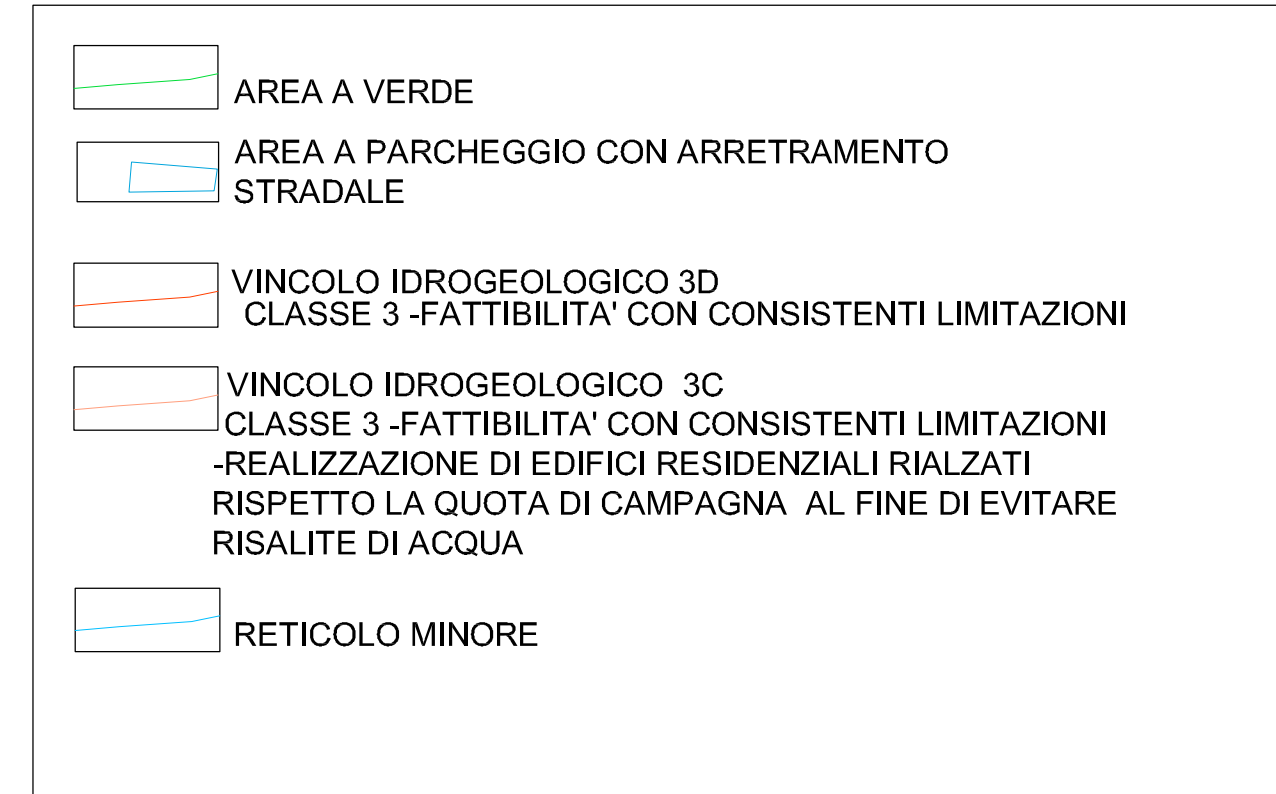 AREA A VERDE
AREA A PARCHEGGIO CON ARRETRAMENTO
STRADALE
VINCOLO IDROGEOLOGICO 3D
CLASSE 3 -FATTIBILITA' CON CONSISTENTI LIMITAZIONI
VINCOLO IDROGEOLOGICO 3C
CLASSE 3 -FATTIBILITA' CON CONSISTENTI LIMITAZIONI
-REALIZZAZIONE DI EDIFICI RESIDENZIALI RIALZATI
RISPETTO LA QUOTA DI CAMPAGNA AL FINE DI EVITARE
RISALITE DI ACQUA
RETICOLO MINORE